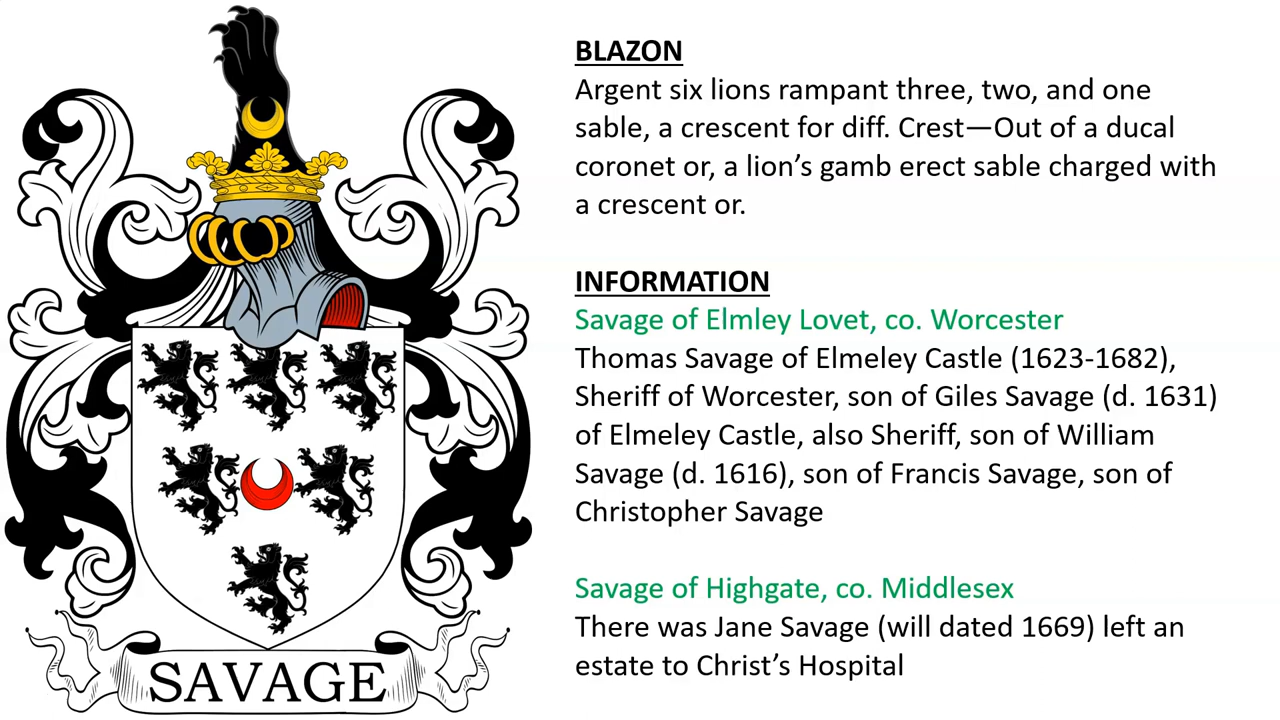 BLAZON
Argent six lions rampant three, two, and one
sable, a crescent for diff. Crest—Out of a ducal
coronet or, a lion’s gamb erect sable charged with
a crescent or.
INFORMATION
Savage of Elmley Lovet, co. Worcester
Thomas Savage of Elmeley Castle (1623-1682),
Sheriff of Worcester, son of Giles Savage (d. 1631)
of Elmeley Castle, also Sheriff, son of William
Savage (d. 1616), son of Francis Savage, son of
Christopher Savage
Savage of Highgate, co. Middlesex
There was Jane Savage (will dated 1669) left an
estate to Christ’s Hospital
SAVAGE